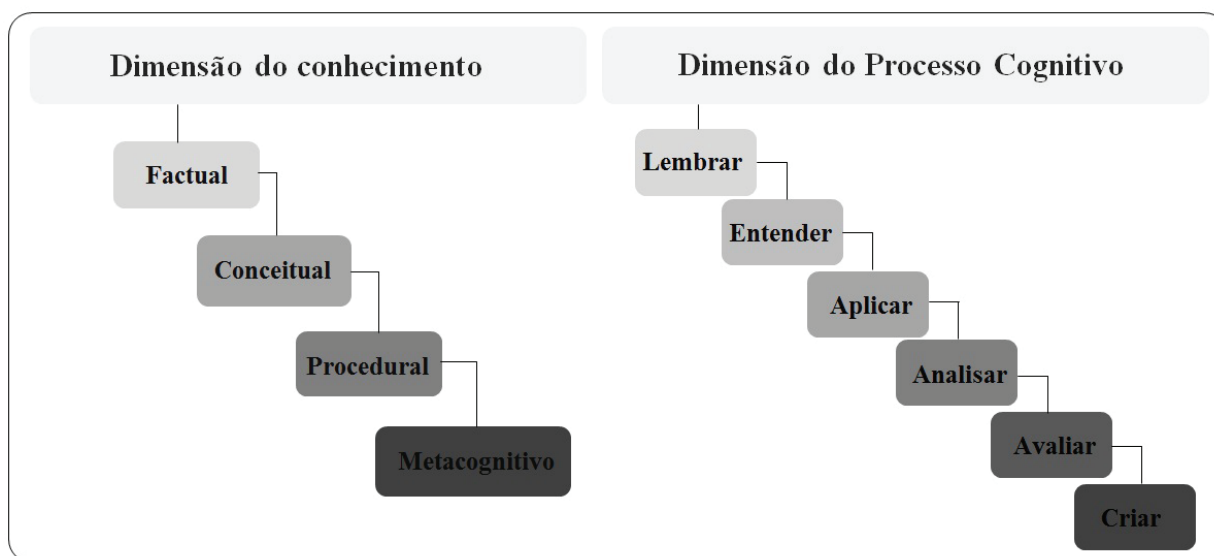 Dimensão do conhecimento
Factual
Conceitual
Procedural
Metacognitivo
Dimensão do Processo Cognitivo
Lembrar
Entender
Aplicar
Analisar
Avaliar
Criar